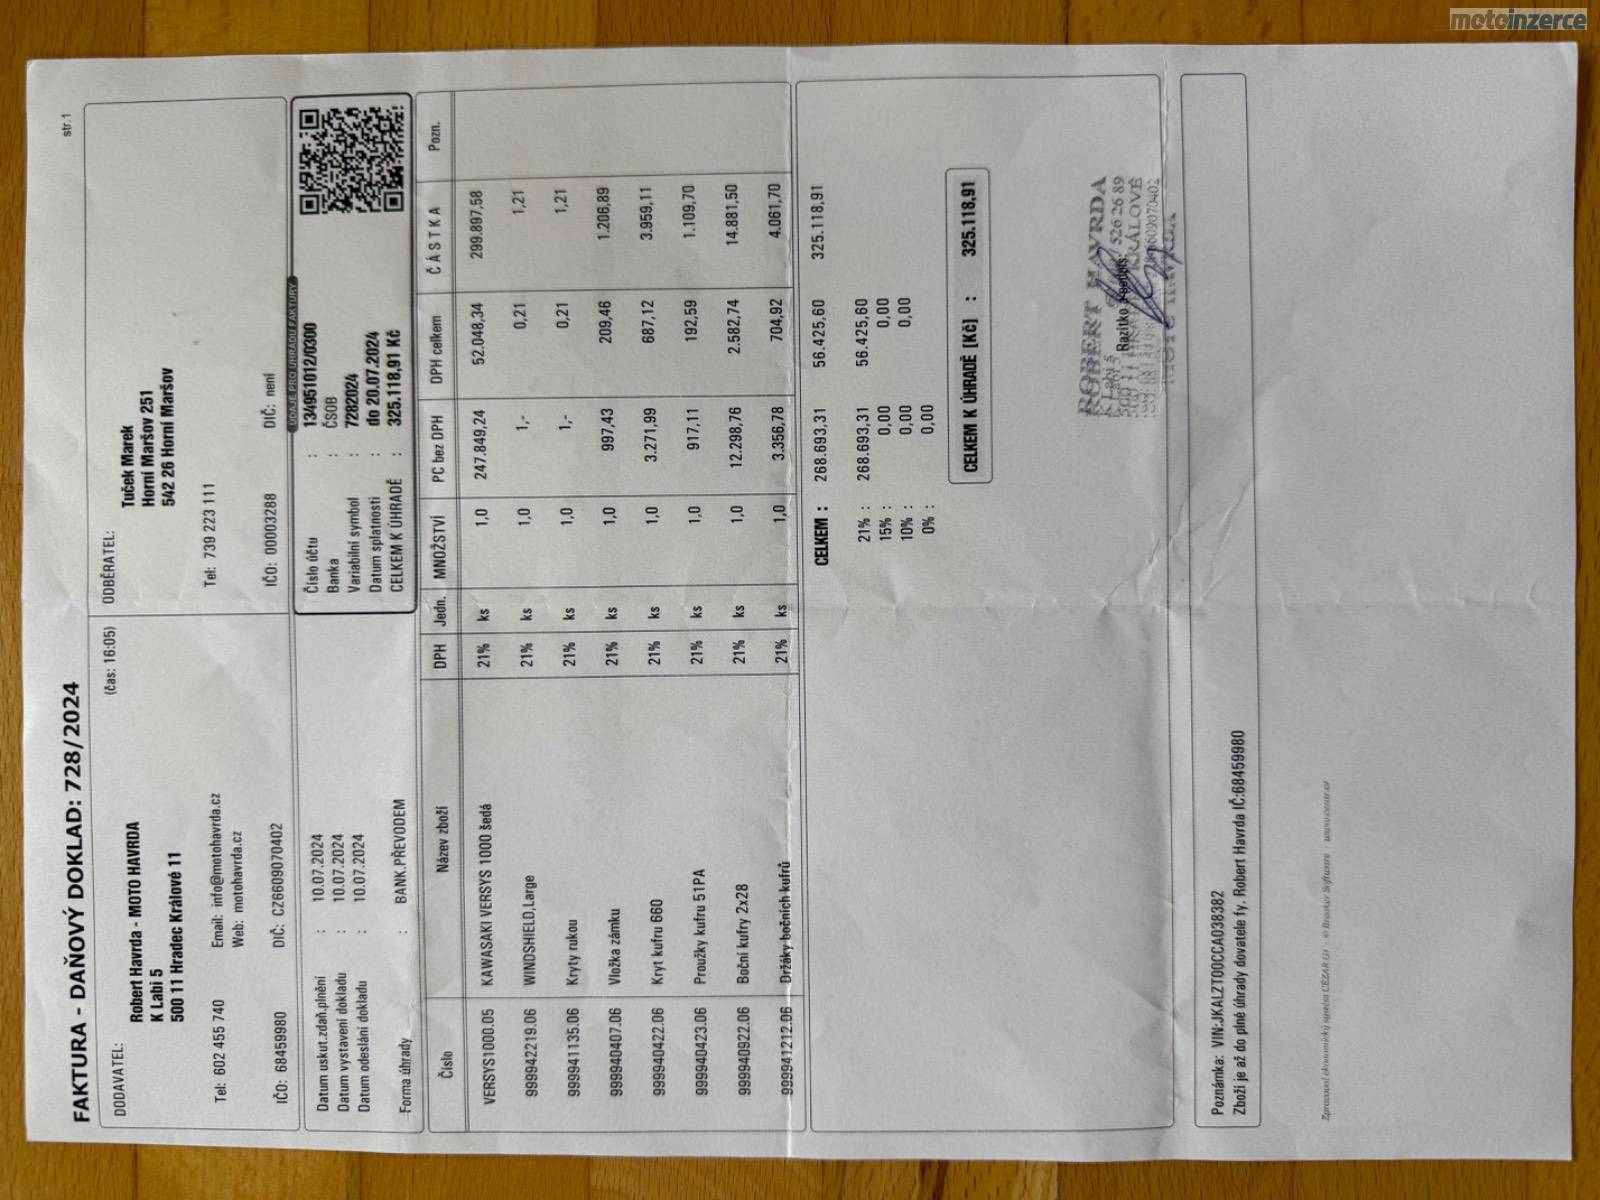 motoinzerce
FAKTURA - DAŇOVÝ DOKLAD: 728/2024
str.1
DODAVATEL:
(čas: 16:05)
Robert Havrda - MOTO HAVRDA
K Labi 5
500 11 Hradec Králové 11
Tel: 602 455 740
Email: info@motohavrda.cz
Web: motohavrda.cz
IČO: 68459980
DIČ: CZ6609070402
ODBĚRATEL:
Tuček Marek
Horní Maršov 251
542 26 Horní Maršov
Tel: 739 223 111
IČO: 00003288
DIČ: není
Datum uskut.zdaň.plnění : 10.07.2024
Datum vystavení dokladu : 10.07.2024
Datum odeslání dokladu : 10.07.2024
Forma úhrady : BANK.PŘEVODEM
ÚDAJE PRO ÚHRADU FAKTURY
Číslo účtu : 134951012/0300
Banka : ČSOB
Variabilní symbol : 7282024
Datum splatnosti : do 20.07.2024
CELKEM K ÚHRADĚ : 325.118,91 Kč
Číslo Název zboží DPH Jedn. MNOŽSTVÍ PC bez DPH DPH celkem ČÁSTKA Pozn.
VERSYS1000.05 KAWASAKI VERSYS 1000 šedá 21% ks 1,0 247.849,24 52.048,34 299.897,58
999942219.06 WINDSHIELD,Large 21% ks 1,0 1,- 0,21 1,21
999941135.06 Kryty rukou 21% ks 1,0 1,- 0,21 1,21
999940407.06 Vložka zámku 21% ks 1,0 997,43 209,46 1.206,89
999940422.06 Kryt kufru 660 21% ks 1,0 3.271,99 687,12 3.959,11
999940423.06 Proužky kufru 51PA 21% ks 1,0 917,11 192,59 1.109,70
999940922.06 Boční kufry 2x28 21% ks 1,0 12.298,76 2.582,74 14.881,50
999941212.06 Držáky bočních kufrů 21% ks 1,0 3.356,78 704,92 4.061,70
CELKEM : 268.693,31 56.425,60 325.118,91
21% : 268.693,31 56.425,60
15% : 0,00 0,00
10% : 0,00 0,00
0% : 0,00
CELKEM K ÚHRADĚ [Kč] : 325.118,91
ROBERT HAVRDA
Razítko
Poznámka: VIN:JKALZT00CCA038382
Zboží je až do plné úhrady dovatele fy. Robert Havrda IČ:68459980